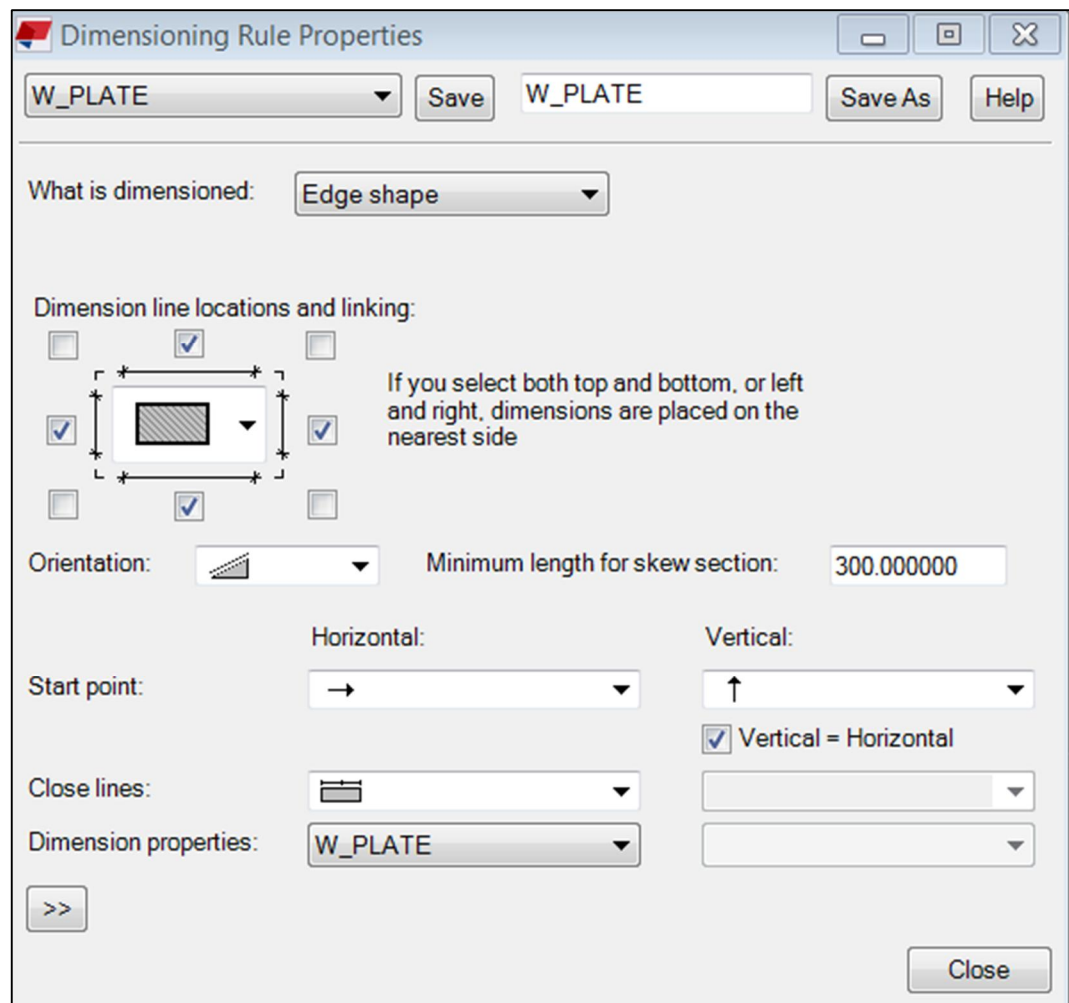 Dimensioning Rule Properties
W_PLATE Save W_PLATE Save As Help
What is dimensioned: Edge shape
Dimension line locations and linking:
If you select both top and bottom, or left
and right, dimensions are placed on the
nearest side
Orientation: Minimum length for skew section: 300.000000
Horizontal: Vertical:
Start point:
Vertical = Horizontal
Close lines:
Dimension properties: W_PLATE
>>
Close